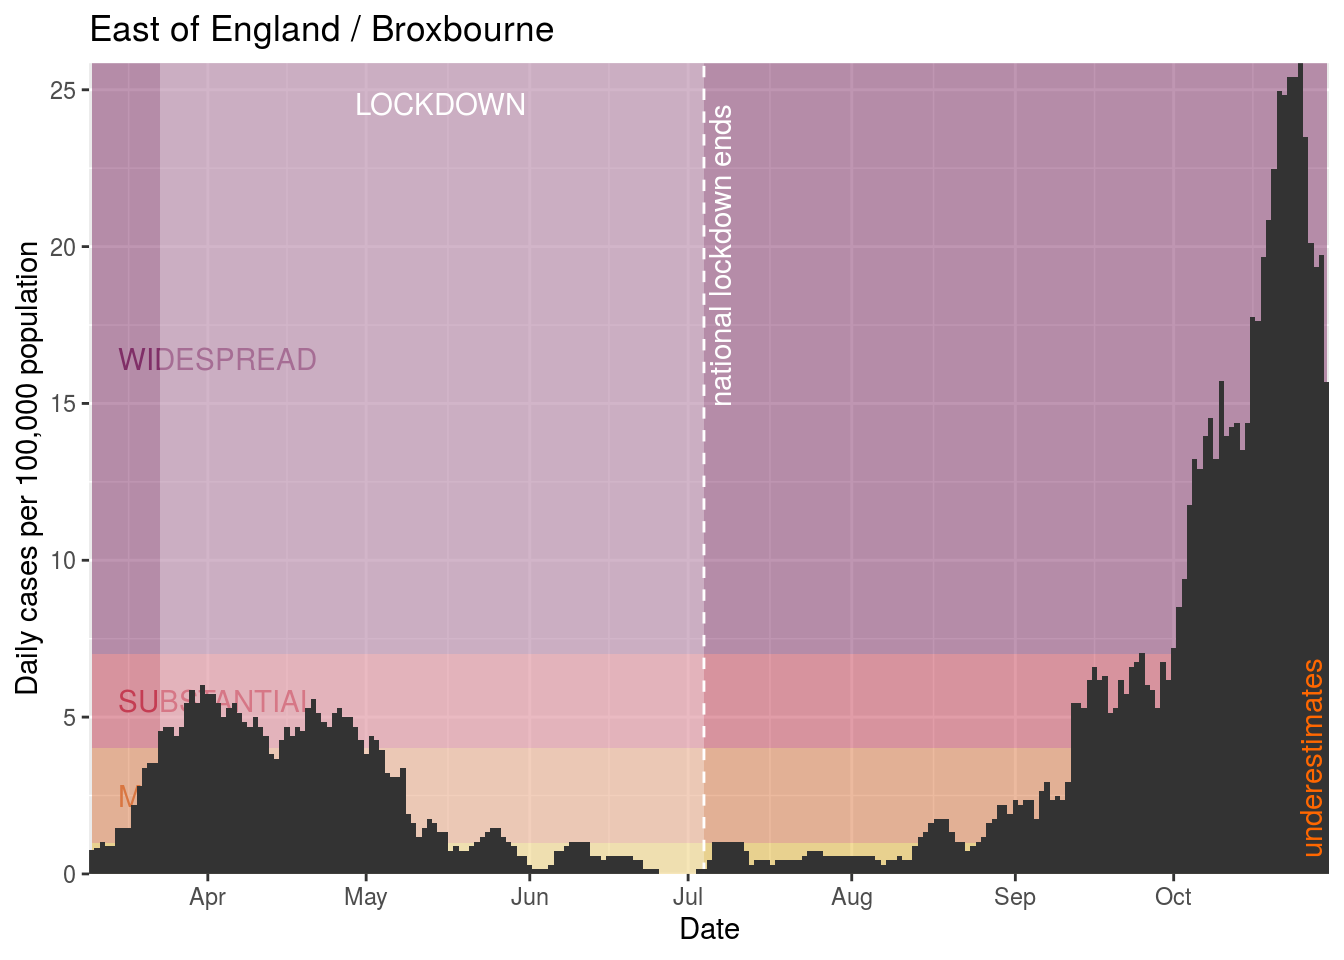 East of England / Broxbourne
Daily cases per 100,000 population
25
20
15
10
5
0
LOCKDOWN
national lockdown ends
WIDESPREAD
SUBSTANTIAL
underestimates
Apr
May
Jun
Jul
Aug
Sep
Oct
Date